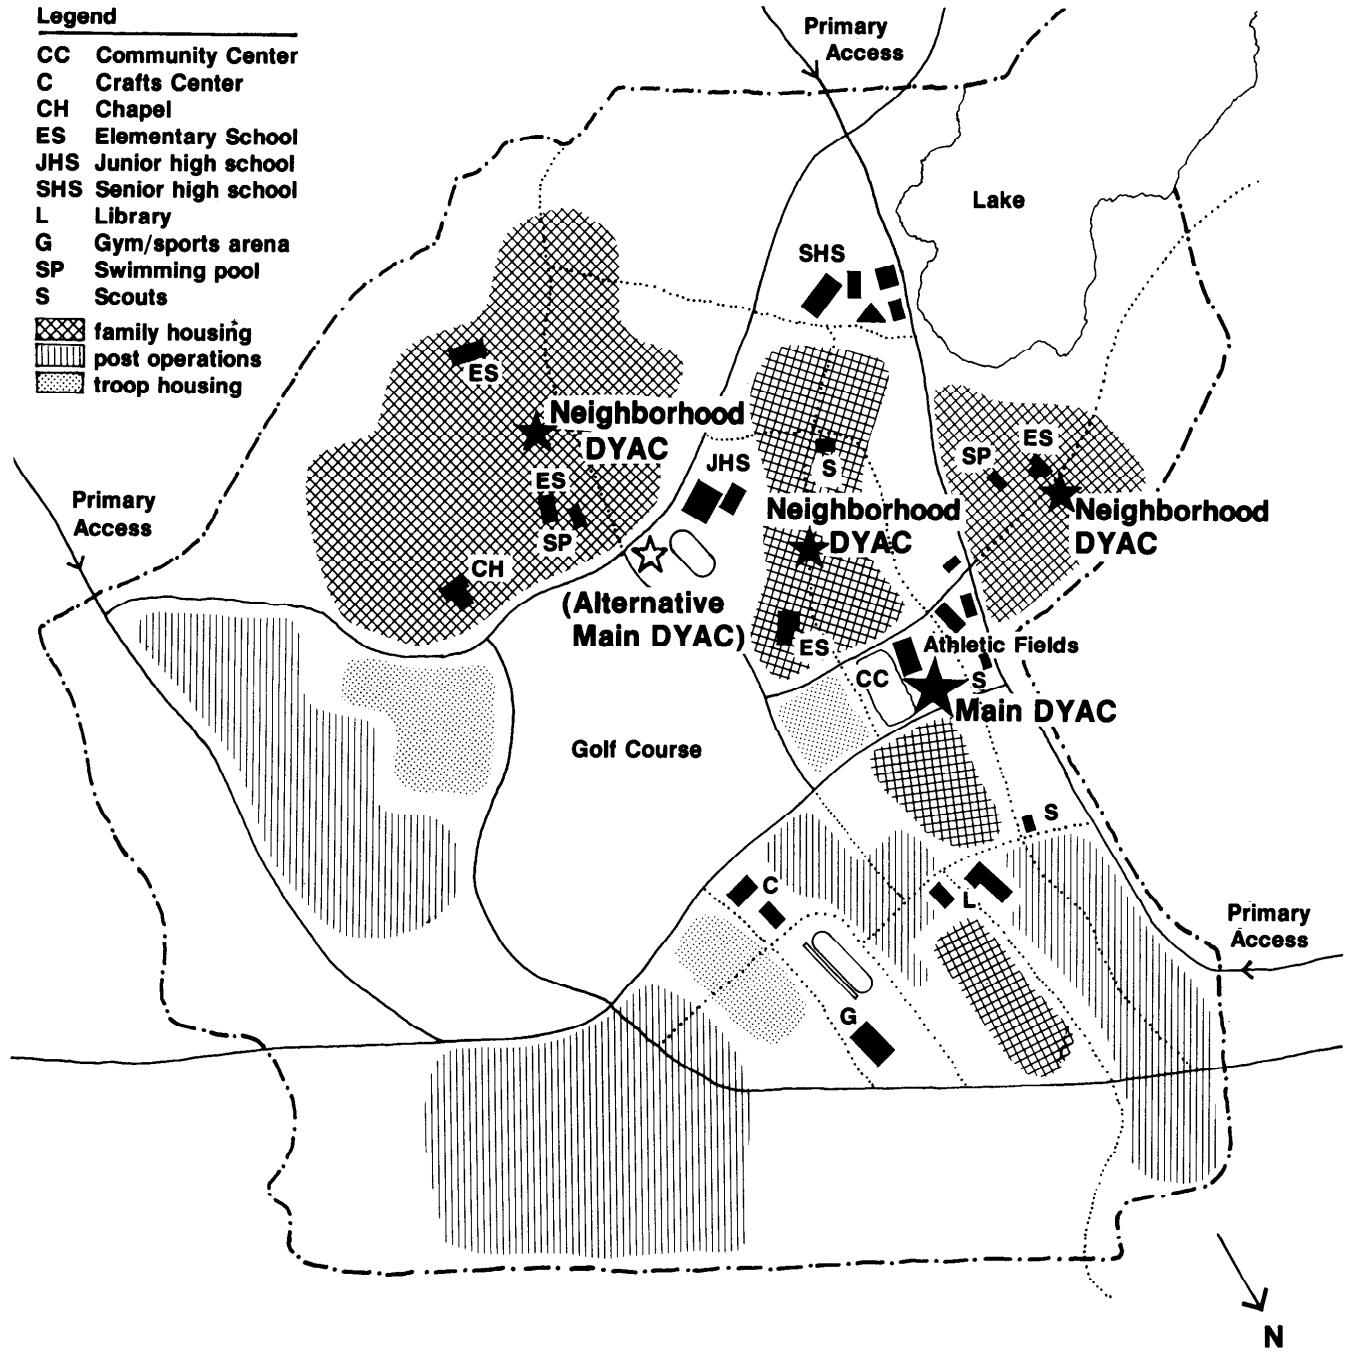 Legend
CC Community Center
C Crafts Center
CH Chapel
ES Elementary School
JHS Junior high school
SHS Senior high school
L Library
G Gym/sports arena
SP Swimming pool
S Scouts
family housing
post operations
troop housing
Primary
Access
Lake
SHS
ES
Neighborhood
DYAC
ES
SP
CH
JHS
S
Neighborhood
DYAC
SP
ES
Neighborhood
DYAC
Primary
Access
(Alternative
Main DYAC)
ES
Athletic Fields
CC
S
Main DYAC
Golf Course
S
C
L
G
Primary
Access
N